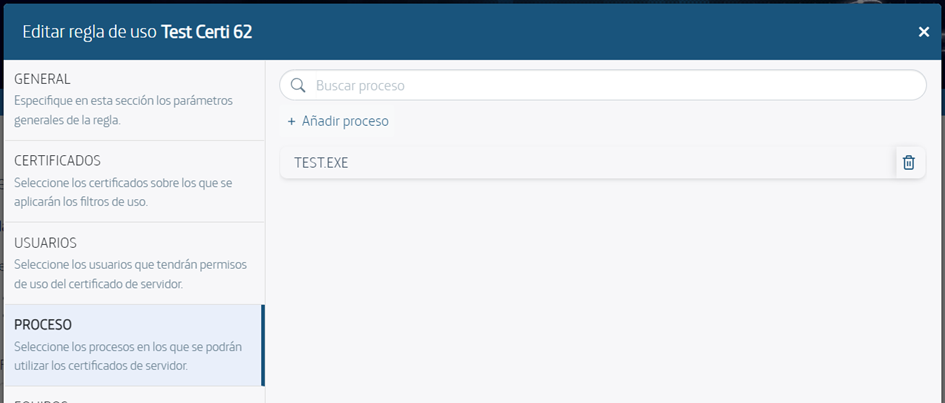 Editar regla de uso Test Certi 62
GENERAL
Especifique en esta sección los parámetros
generales de la regla.
CERTIFICADOS
Seleccione los certificados sobre los que se
aplicarán los filtros de uso.
USUARIOS
Seleccione los usuarios que tendrán permisos
de uso del certificado de servidor.
PROCESO
Seleccione los procesos en los que se podrán
utilizar los certificados de servidor.
EQUIPOS
Buscar proceso
+ Añadir proceso
TEST.EXE